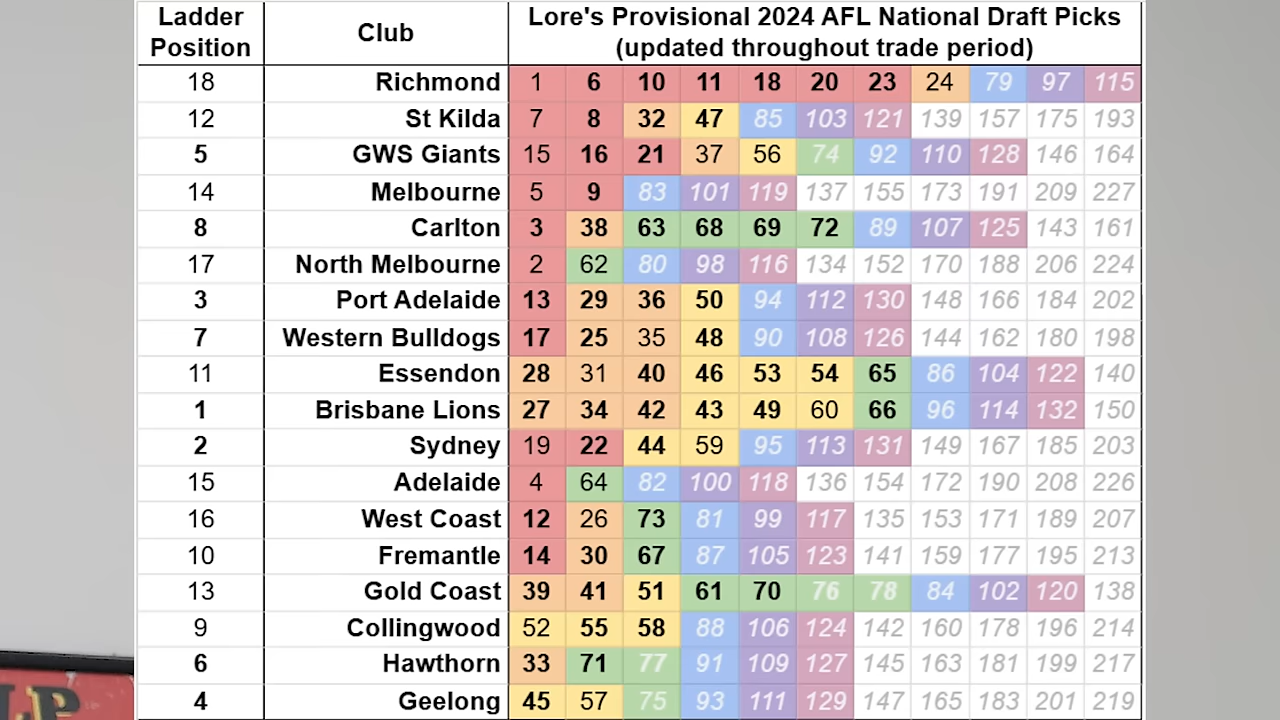 Ladder Position Club Lore's Provisional 2024 AFL National Draft Picks (updated throughout trade period)
18 Richmond 1 6 10 11 18 20 23 24 79 97 115
12 St Kilda 7 8 32 47 85 103 121 139 157 175 193
5 GWS Giants 15 16 21 37 56 74 92 110 128 146 164
14 Melbourne 5 9 83 101 119 137 155 173 191 209 227
8 Carlton 3 38 63 68 69 72 89 107 125 143 161
17 North Melbourne 2 62 80 98 116 134 152 170 188 206 224
3 Port Adelaide 13 29 36 50 94 112 130 148 166 184 202
7 Western Bulldogs 17 25 35 48 90 108 126 144 162 180 198
11 Essendon 28 31 40 46 53 54 65 86 104 122 140
1 Brisbane Lions 27 34 42 43 49 60 66 96 114 132 150
2 Sydney 19 22 44 59 95 113 131 149 167 185 203
15 Adelaide 4 64 82 100 118 136 154 172 190 208 226
16 West Coast 12 26 73 81 99 117 135 153 171 189 207
10 Fremantle 14 30 67 87 105 123 141 159 177 195 213
13 Gold Coast 39 41 51 61 70 76 78 84 102 120 138
9 Collingwood 52 55 58 88 106 124 142 160 178 196 214
6 Hawthorn 33 71 77 91 109 127 145 163 181 199 217
4 Geelong 45 57 75 93 111 129 147 165 183 201 219